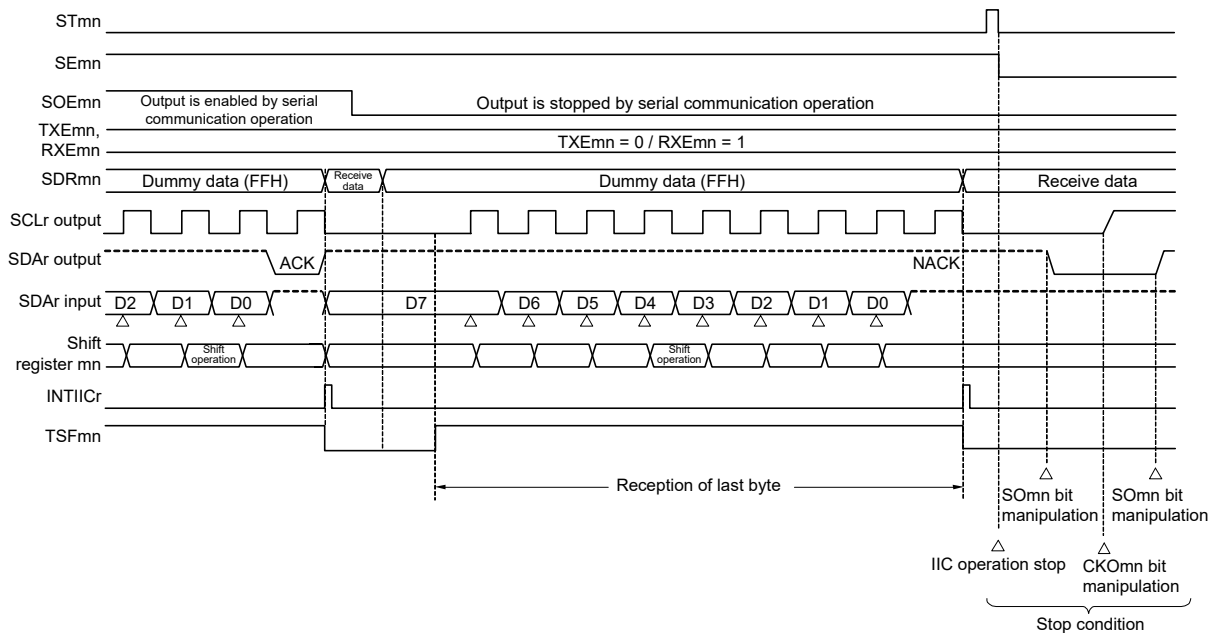 STmn
SEmn
SOEmn
Output is enabled by serial
communication operation
Output is stopped by serial communication operation
TXEmn,
RXEmn
TXEmn = 0 / RXEmn = 1
SDRmn
Dummy data (FFH)
Receive
data
Dummy data (FFH)
Receive data
SCLr output
SDAr output
ACK
NACK
SDAr input
D2
D1
D0
D7
D6
D5
D4
D3
D2
D1
D0
Shift
register mn
Shift
operation
Shift
operation
INTIICr
TSFmn
Reception of last byte
SOmn bit
manipulation
SOmn bit
manipulation
IIC operation stop
CKOmn bit
manipulation
Stop condition